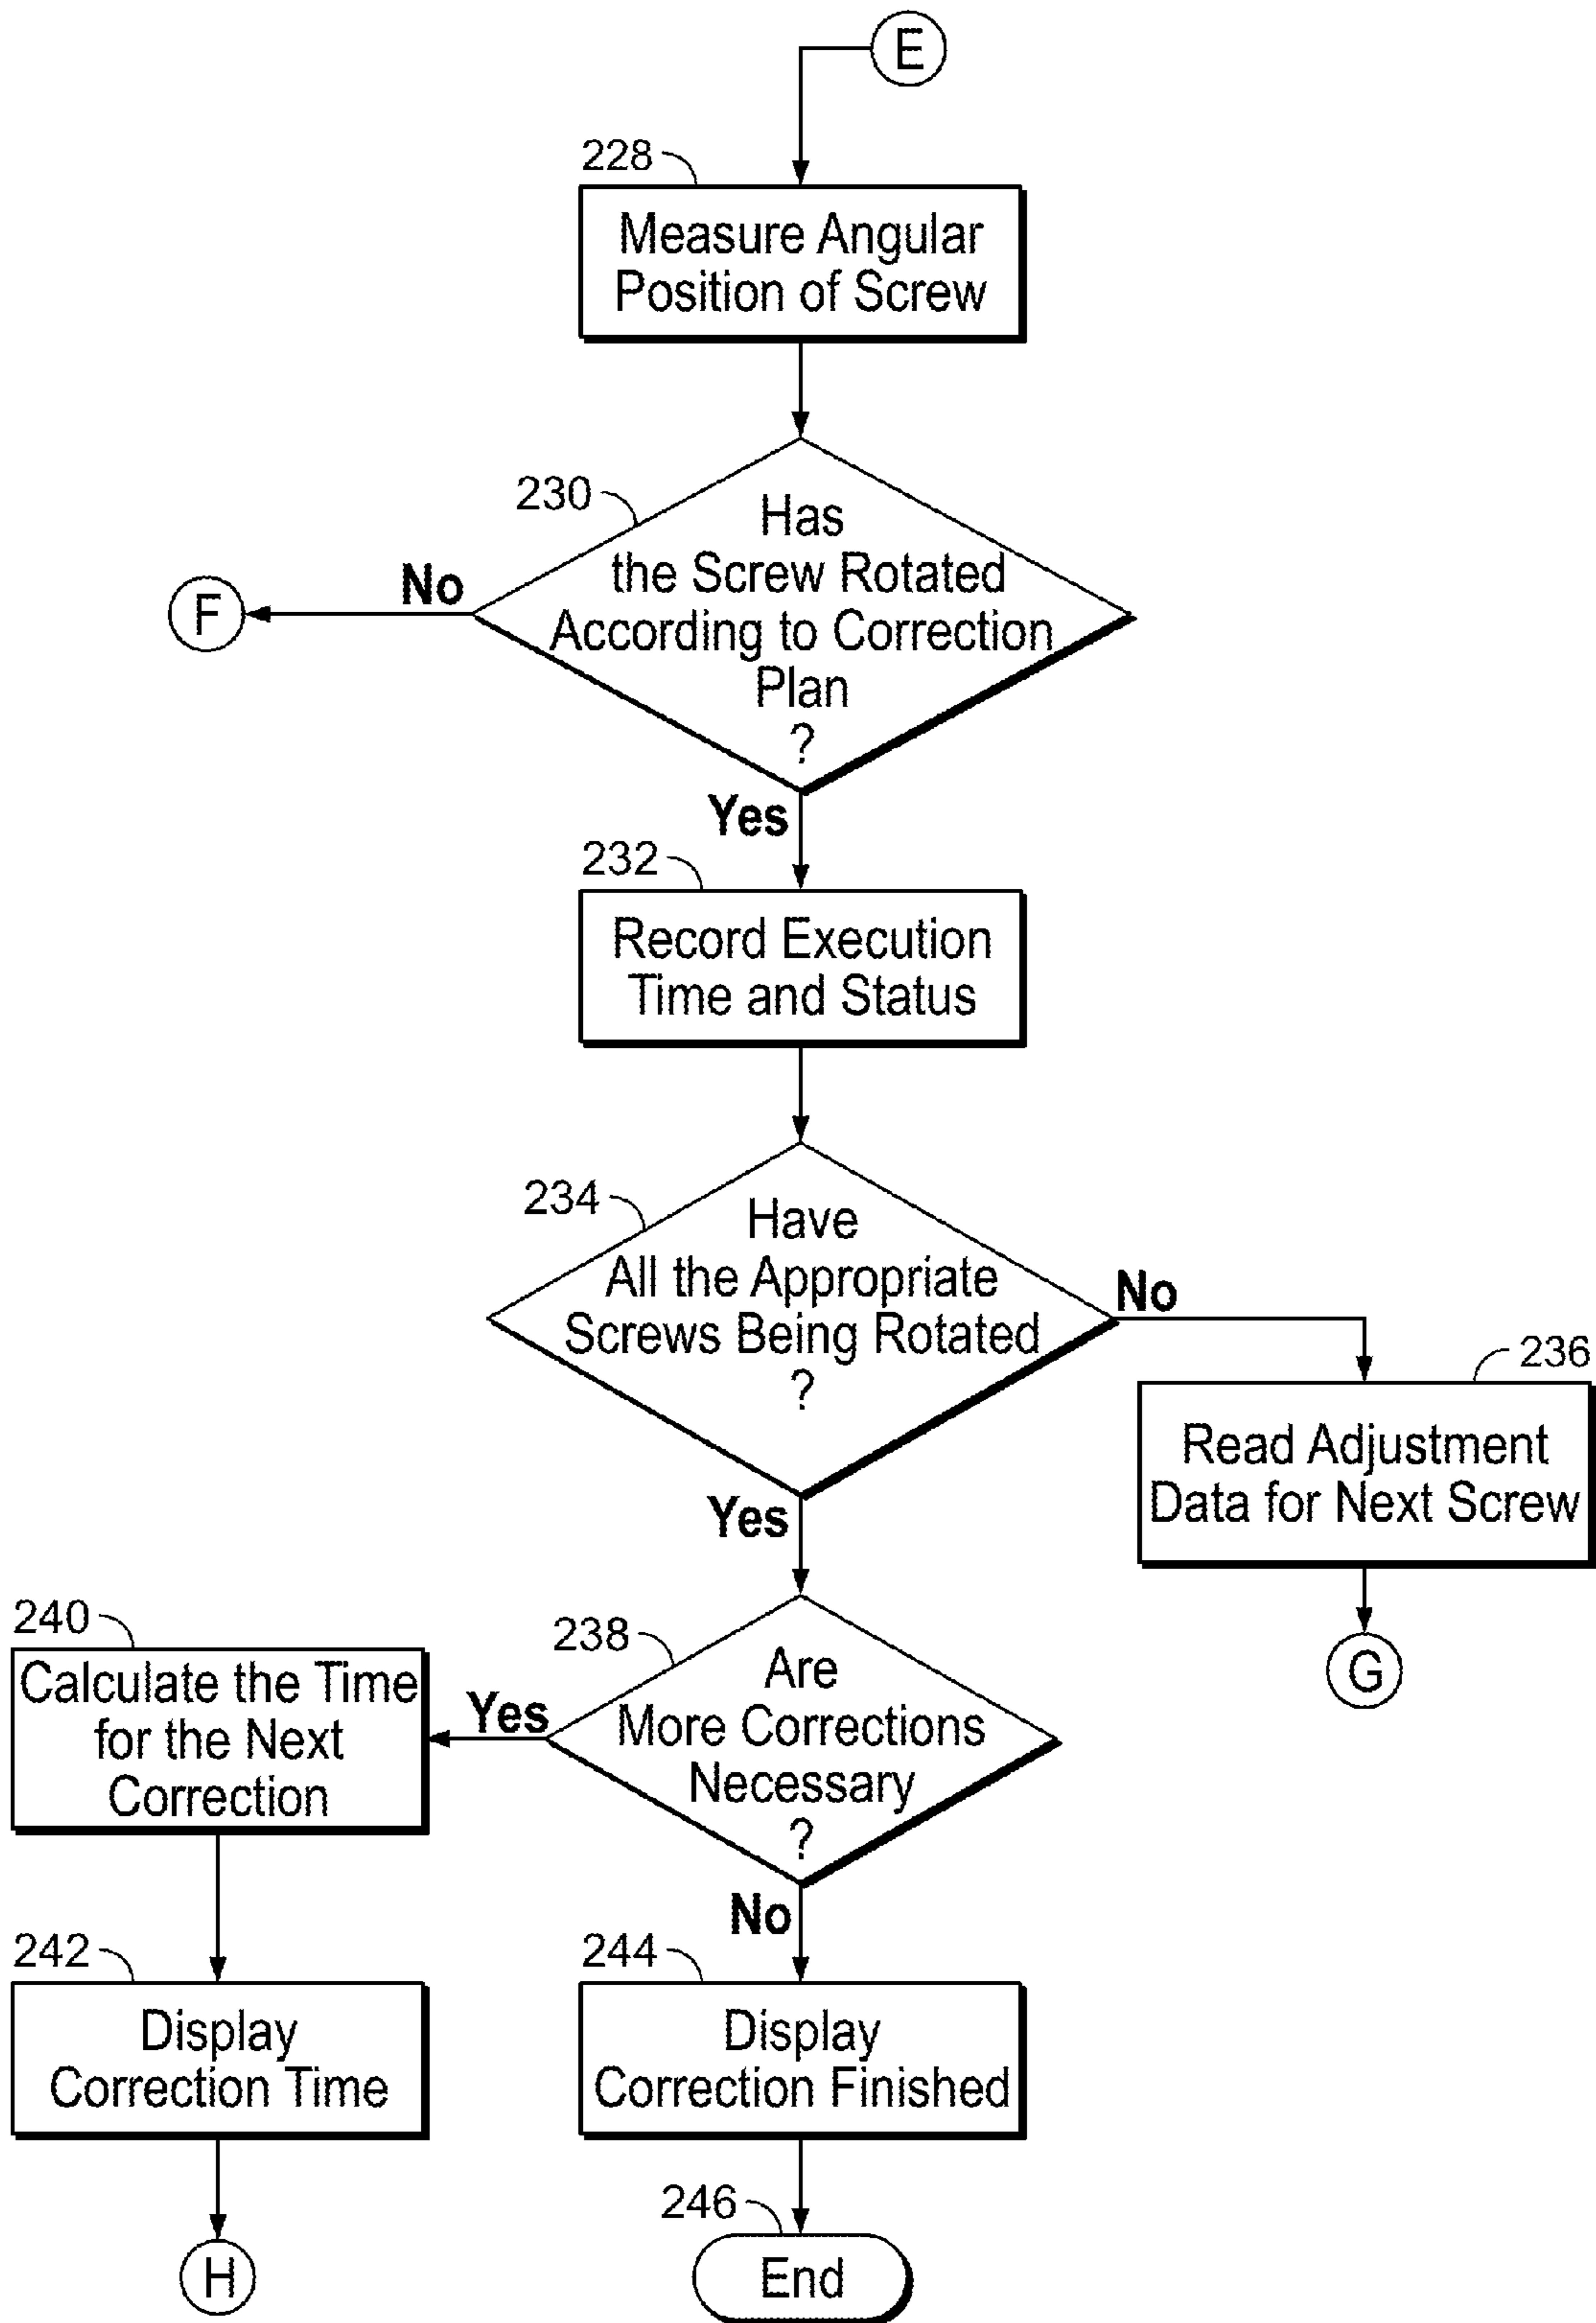 E
228
Measure Angular
Position of Screw
230
Has
the Screw Rotated
According to Correction
Plan
?
No
F
Yes
232
Record Execution
Time and Status
234
Have
All the Appropriate
Screws Being Rotated
?
No
236
Read Adjustment
Data for Next Screw
G
Yes
238
Are
More Corrections
Necessary
?
Yes
240
Calculate the Time
for the Next
Correction
242
Display
Correction Time
H
No
244
Display
Correction Finished
246
End